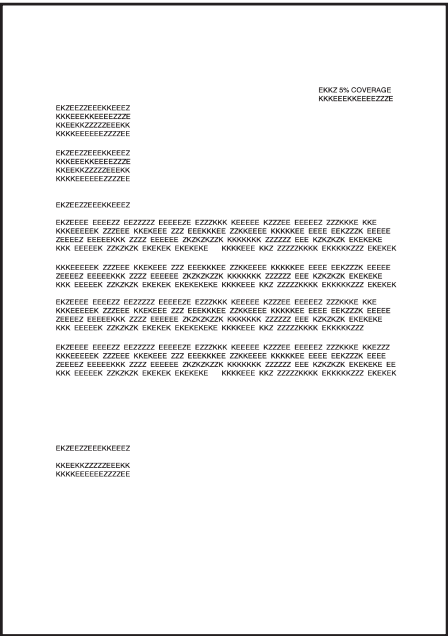 EKKZ 5% COVERAGE
KKKEEEKKEEEEZZZE
EKZEEZZEEEKKEEEZ
KKKEEEKKEEEEZZZE
KKEEKKZZZZZEEEKK
KKKKEEEEEEZZZZEE
EKZEEZZEEEKKEEEZ
KKKEEEKKEEEEZZZE
KKEEKKZZZZZEEEKK
KKKKEEEEEEZZZZEE
EKZEEZZEEEKKEEEZ
EKZEEEE EEEEZZ EEZZZZZ EEEEEZE EZZZKKK KEEEEE KZZZEE EEEEEZ ZZZKKKE KKE
KKKEEEEEK ZZZEEE KKEKEEE ZZZ EEEKKKEE ZZKKEEEE KKKKKEE EEEE EEKZZZK EEEEE
ZEEEEZ EEEEEKKK ZZZZ EEEEEE ZKZKZKZZK KKKKKKK ZZZZZZ EEE KZKZKZK EKEKEKE
KKK EEEEEK ZZKZKZK EKEKEK EKEKEKE KKKKEEE KKZ ZZZZZKKKK EKKKKKZZZ EKEKEK
KKKEEEEEK ZZZEEE KKEKEEE ZZZ EEEKKKEE ZZKKEEEE KKKKKEE EEEE EEKZZZK EEEEE
ZEEEEZ EEEEEKKK ZZZZ EEEEEE ZKZKZKZZK KKKKKKK ZZZZZZ EEE KZKZKZK EKEKEKE
KKK EEEEEK ZZKZKZK EKEKEK EKEKEKEKE KKKKEEE KKZ ZZZZZKKKK EKKKKKZZZ EKEKEK
EKZEEEE EEEEZZ EEZZZZZ EEEEEZE EZZZKKK KEEEEE KZZZEE EEEEEZ ZZZKKKE KKE
KKKEEEEEK ZZZEEE KKEKEEE ZZZ EEEKKKEE ZZKKEEEE KKKKKEE EEEE EEKZZZK EEEEE
ZEEEEZ EEEEEKKK ZZZZ EEEEEE ZKZKZKZZK KKKKKKK ZZZZZZ EEE KZKZKZK EKEKEKE
KKK EEEEEK ZZKZKZK EKEKEK EKEKEKEKE KKKKEEE KKZ ZZZZZKKKK EKKKKKZZZ
EKZEEEE EEEEZZ EEZZZZZ EEEEEZE EZZZKKK KEEEEE KZZZEE EEEEEZ ZZZKKKE KKEZZZ
KKKEEEEEK ZZZEEE KKEKEEE ZZZ EEEKKKEE ZZKKEEEE KKKKKEE EEEE EEKZZZK EEEE
ZEEEEZ EEEEEKKK ZZZZ EEEEEE ZKZKZKZZK KKKKKKK ZZZZZZ EEE KZKZKZK EKEKEKE EE
KKK EEEEEK ZZKZKZK EKEKEK EKEKEKE KKKKEEE KKZ ZZZZZKKKK EKKKKKZZZ EKEKEK
EKZEEZZEEEKKEEEZ
KKEEKKZZZZZEEEKK
KKKKEEEEEEZZZZEE